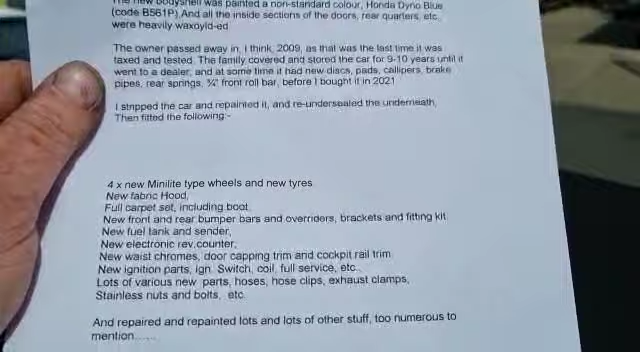 The new bodyshell was painted a non-standard colour, Honda Dyno Blue
(code B561P) And all the inside sections of the doors, rear quarters, etc.
were heavily waxoyld-ed
The owner passed away in, I think, 2009, as that was the last time it was
taxed and tested. The family covered and stored the car for 9-10 years until it
went to a dealer, and at some time it had new discs, pads, callipers, brake
pipes, rear springs, ¾" front roll bar, before I bought it in 2021
I stripped the car and repainted it, and re-undersealed the underneath,
Then fitted the following:-
4 x new Minilite type wheels and new tyres
New fabric Hood,
Full carpet set, including boot
New front and rear bumper bars and overriders, brackets and fitting kit
New fuel tank and sender,
New electronic rev counter,
New waist chromes, door capping trim and cockpit rail trim
New ignition parts, ign. Switch, coil, full service, etc..
Lots of various new parts, hoses, hose clips, exhaust clamps,
Stainless nuts and bolts, etc
And repaired and repainted lots and lots of other stuff, too numerous to
mention......